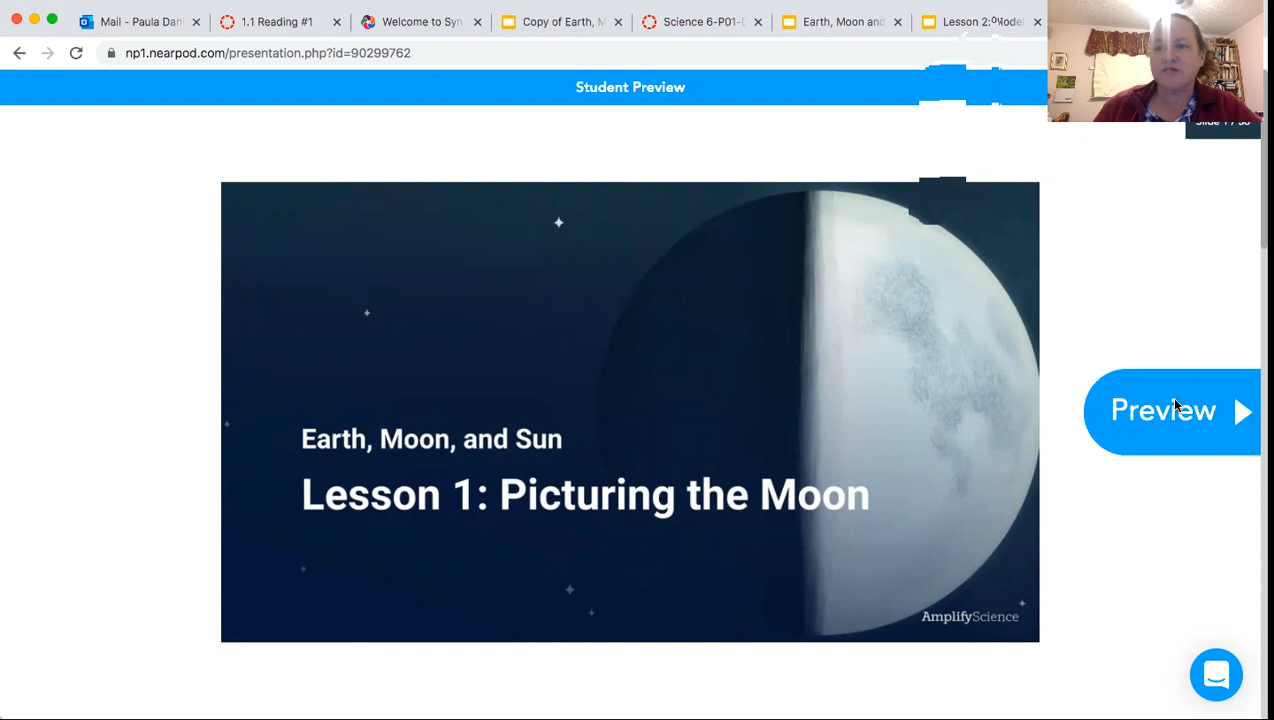 Mail - Paula Dan
1.1 Reading #1
Welcome to Syn
Copy of Earth, M
Science 6-P01-
Earth, Moon and
Lesson 2:
np1.nearpod.com/presentation.php?id=90299762
Student Preview
Earth, Moon, and Sun
Lesson 1: Picturing the Moon
AmplifyScience
Preview